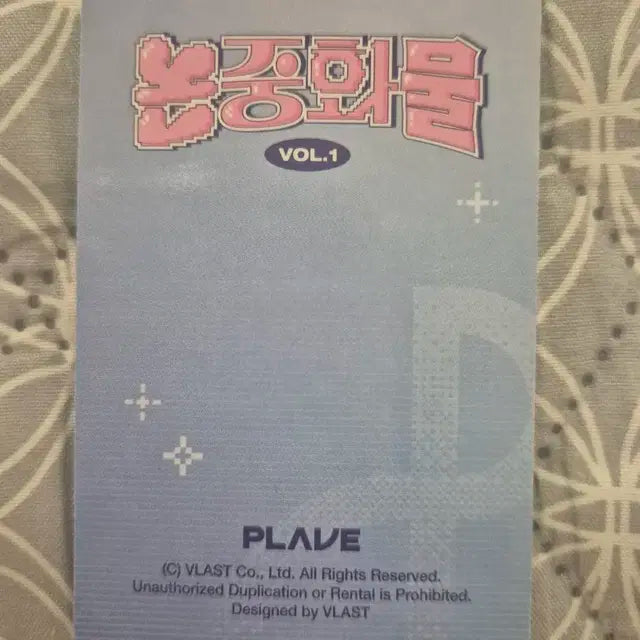 본중화물
VOL.1
PLAVE
(C) VLAST Co., Ltd. All Rights Reserved.
Unauthorized Duplication or Rental is Prohibited.
Designed by VLAST